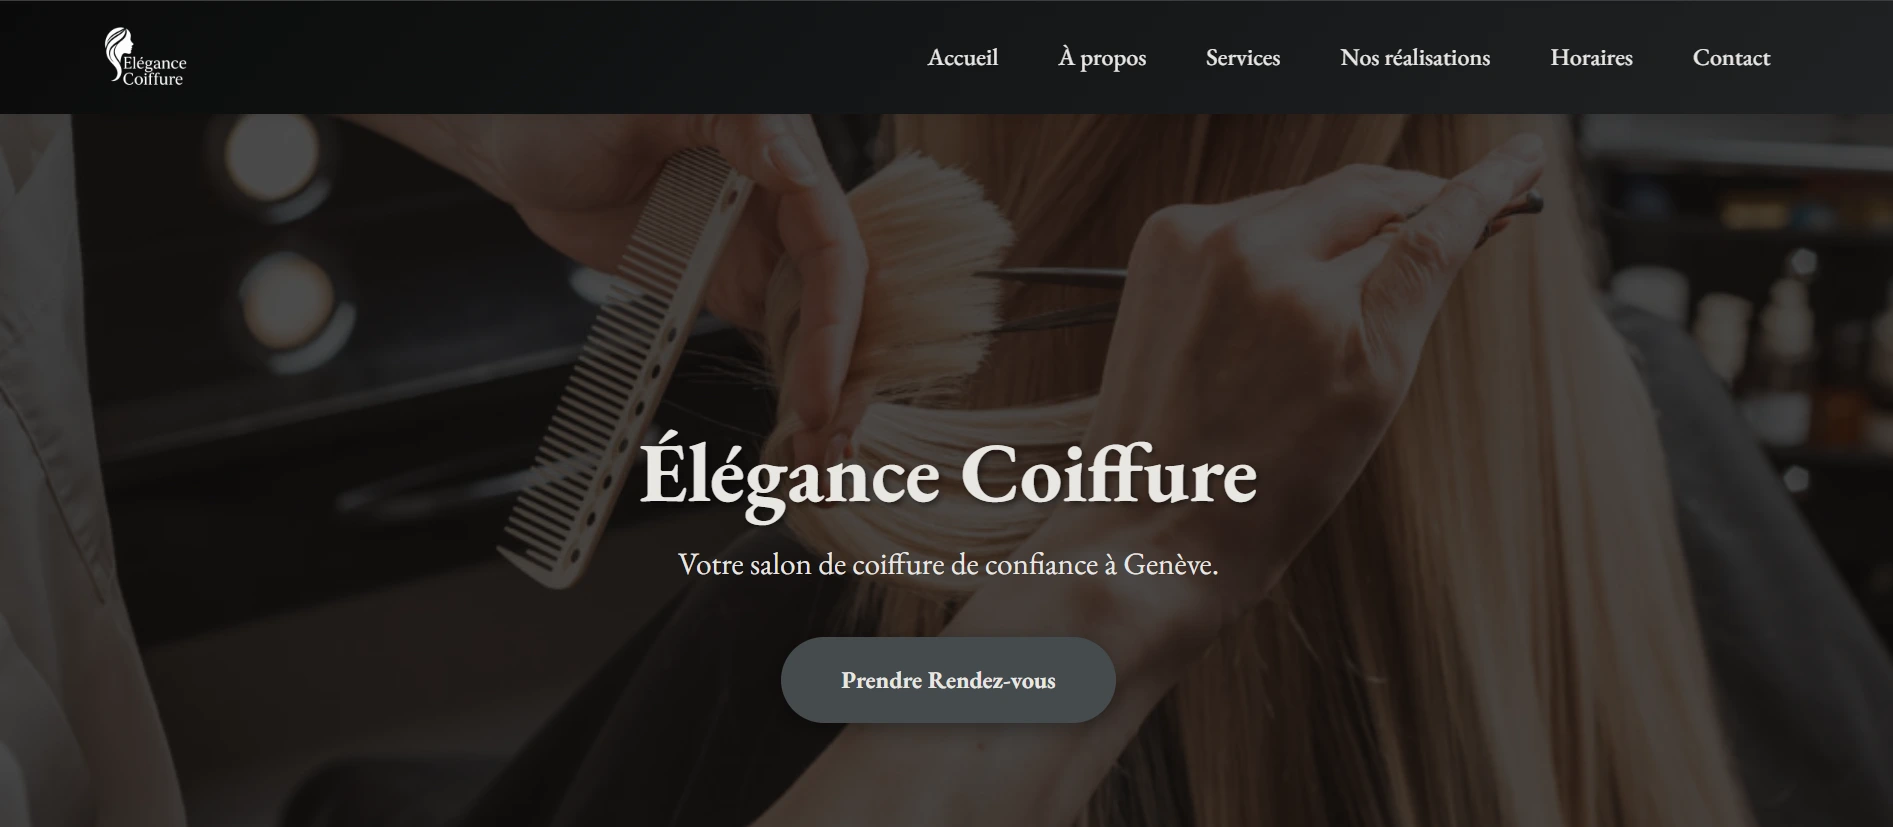 Élégance
Coiffure
Accueil
À propos
Services
Nos réalisations
Horaires
Contact
Élégance Coiffure
Votre salon de coiffure de confiance à Genève.
Prendre Rendez-vous